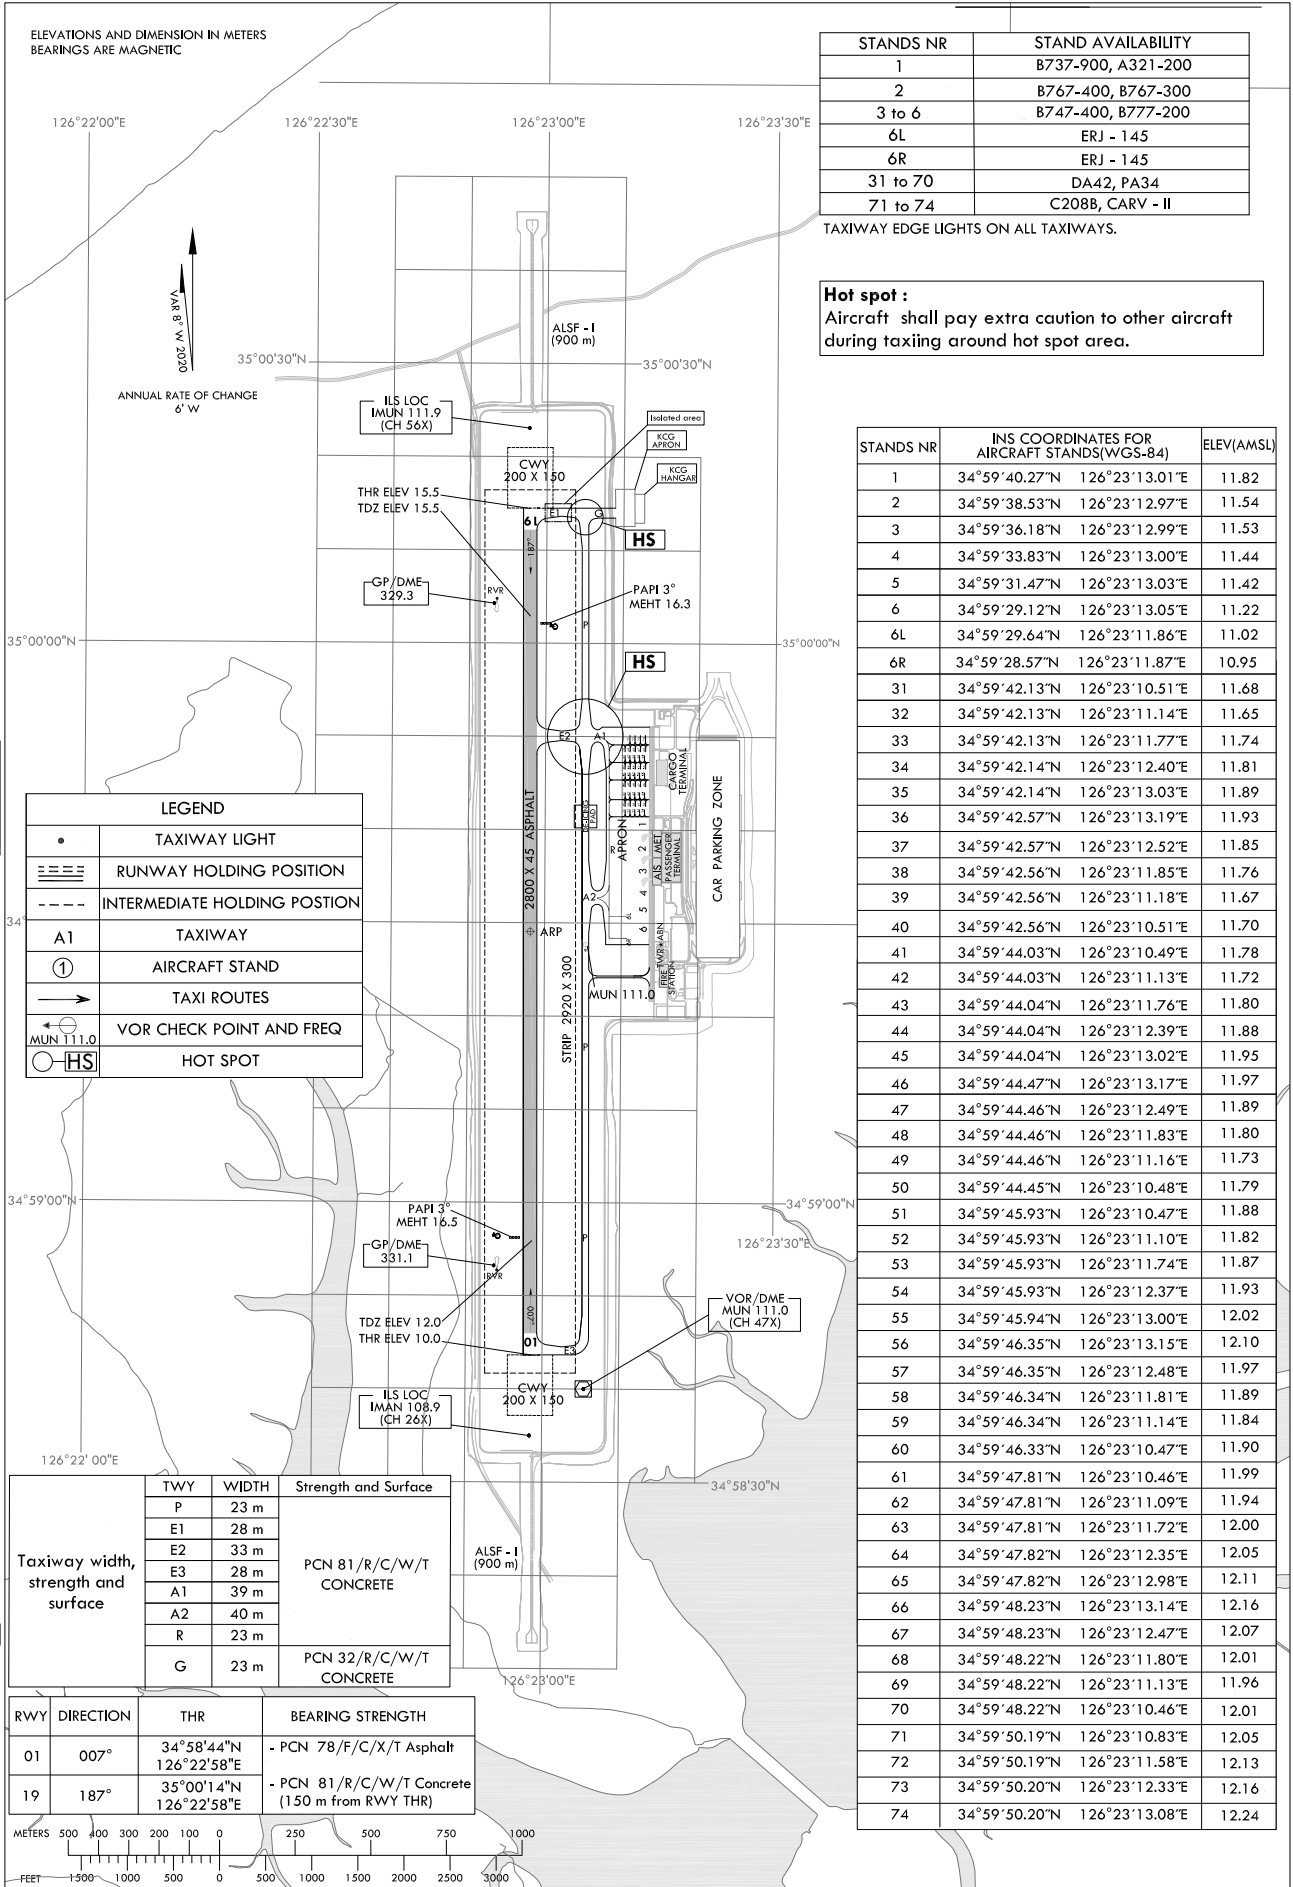 ELEVATIONS AND DIMENSION IN METERS
BEARINGS ARE MAGNETIC
STANDS NR STAND AVAILABILITY
1 B737-900, A321-200
2 B767-400, B767-300
3 to 6 B747-400, B777-200
6L ERJ - 145
6R ERJ - 145
31 to 70 DA42, PA34
71 to 74 C208B, CARV - II
TAXIWAY EDGE LIGHTS ON ALL TAXIWAYS.
Hot spot :
Aircraft shall pay extra caution to other aircraft
during taxiing around hot spot area.
126°22'00"E
126°22'30"E
126°23'00"E
126°23'30"E
VAR 8° W 2020
ANNUAL RATE OF CHANGE
6' W
35°00'30"N
35°00'30"N
ALSF - I
(900 m)
ILS LOC
IMUN 111.9
(CH 56X)
Isolated area
KCG
APRON
KCG
HANGAR
CWY
200 X 150
THR ELEV 15.5
TDZ ELEV 15.5
E1
G
HS
187°
GP/DME
329.3
RVR
PAPI 3°
MEHT 16.3
P
35°00'00"N
35°00'00"N
HS
E2
A1
2800 X 45 ASPHALT
APRON
CARGO
TERMINAL
CAR PARKING ZONE
DE-ICING
PAD
R
AIS
MET
PASSENGER
TERMINAL
1
2
3
4
5
6
A2
6L
6R
ARP
TWR
ABN
FIRE
STATION
MUN 111.0
STRIP 2920 X 300
P
34°
LEGEND
TAXIWAY LIGHT
RUNWAY HOLDING POSITION
INTERMEDIATE HOLDING POSTION
A1 TAXIWAY
1 AIRCRAFT STAND
TAXI ROUTES
MUN 111.0 VOR CHECK POINT AND FREQ
HS HOT SPOT
34°59'00"N
34°59'00"N
PAPI 3°
MEHT 16.5
P
126°23'30"E
GP/DME
331.1
RVR
007°
TDZ ELEV 12.0
THR ELEV 10.0
01
E3
VOR/DME
MUN 111.0
(CH 47X)
CWY
200 X 150
ILS LOC
IMAN 108.9
(CH 26X)
126°22' 00"E
34°58'30"N
ALSF - I
(900 m)
126°23'00"E
STANDS NR INS COORDINATES FOR AIRCRAFT STANDS(WGS-84) ELEV(AMSL)
1 34°59´40.27˝N 126°23´13.01˝E 11.82
2 34°59´38.53˝N 126°23´12.97˝E 11.54
3 34°59´36.18˝N 126°23´12.99˝E 11.53
4 34°59´33.83˝N 126°23´13.00˝E 11.44
5 34°59´31.47˝N 126°23´13.03˝E 11.42
6 34°59´29.12˝N 126°23´13.05˝E 11.22
6L 34°59´29.64˝N 126°23´11.86˝E 11.02
6R 34°59´28.57˝N 126°23´11.87˝E 10.95
31 34°59´42.13˝N 126°23´10.51˝E 11.68
32 34°59´42.13˝N 126°23´11.14˝E 11.65
33 34°59´42.13˝N 126°23´11.77˝E 11.74
34 34°59´42.14˝N 126°23´12.40˝E 11.81
35 34°59´42.14˝N 126°23´13.03˝E 11.89
36 34°59´42.57˝N 126°23´13.19˝E 11.93
37 34°59´42.57˝N 126°23´12.52˝E 11.85
38 34°59´42.56˝N 126°23´11.85˝E 11.76
39 34°59´42.56˝N 126°23´11.18˝E 11.67
40 34°59´42.56˝N 126°23´10.51˝E 11.70
41 34°59´44.03˝N 126°23´10.49˝E 11.78
42 34°59´44.03˝N 126°23´11.13˝E 11.72
43 34°59´44.04˝N 126°23´11.76˝E 11.80
44 34°59´44.04˝N 126°23´12.39˝E 11.88
45 34°59´44.04˝N 126°23´13.02˝E 11.95
46 34°59´44.47˝N 126°23´13.17˝E 11.97
47 34°59´44.46˝N 126°23´12.49˝E 11.89
48 34°59´44.46˝N 126°23´11.83˝E 11.80
49 34°59´44.46˝N 126°23´11.16˝E 11.73
50 34°59´44.45˝N 126°23´10.48˝E 11.79
51 34°59´45.93˝N 126°23´10.47˝E 11.88
52 34°59´45.93˝N 126°23´11.10˝E 11.82
53 34°59´45.93˝N 126°23´11.74˝E 11.87
54 34°59´45.93˝N 126°23´12.37˝E 11.93
55 34°59´45.94˝N 126°23´13.00˝E 12.02
56 34°59´46.35˝N 126°23´13.15˝E 12.10
57 34°59´46.35˝N 126°23´12.48˝E 11.97
58 34°59´46.34˝N 126°23´11.81˝E 11.89
59 34°59´46.34˝N 126°23´11.14˝E 11.84
60 34°59´46.33˝N 126°23´10.47˝E 11.90
61 34°59´47.81˝N 126°23´10.46˝E 11.99
62 34°59´47.81˝N 126°23´11.09˝E 11.94
63 34°59´47.81˝N 126°23´11.72˝E 12.00
64 34°59´47.82˝N 126°23´12.35˝E 12.05
65 34°59´47.82˝N 126°23´12.98˝E 12.11
66 34°59´48.23˝N 126°23´13.14˝E 12.16
67 34°59´48.23˝N 126°23´12.47˝E 12.07
68 34°59´48.22˝N 126°23´11.80˝E 12.01
69 34°59´48.22˝N 126°23´11.13˝E 11.96
70 34°59´48.22˝N 126°23´10.46˝E 12.01
71 34°59´50.19˝N 126°23´10.83˝E 12.05
72 34°59´50.19˝N 126°23´11.58˝E 12.13
73 34°59´50.20˝N 126°23´12.33˝E 12.16
74 34°59´50.20˝N 126°23´13.08˝E 12.24
Taxiway width,
strength and
surface
TWY WIDTH Strength and Surface
P 23 m
E1 28 m
E2 33 m
E3 28 m
A1 39 m
A2 40 m
R 23 m
PCN 81/R/C/W/T
CONCRETE
G 23 m PCN 32/R/C/W/T
CONCRETE
RWY DIRECTION THR BEARING STRENGTH
01 007° 34°58'44"N
126°22'58"E
- PCN 78/F/C/X/T Asphalt
19 187° 35°00'14"N
126°22'58"E
- PCN 81/R/C/W/T Concrete
(150 m from RWY THR)
METERS 500 400 300 200 100 0 250 500 750 1000
FEET 1500 1000 500 0 500 1000 1500 2000 2500 3000